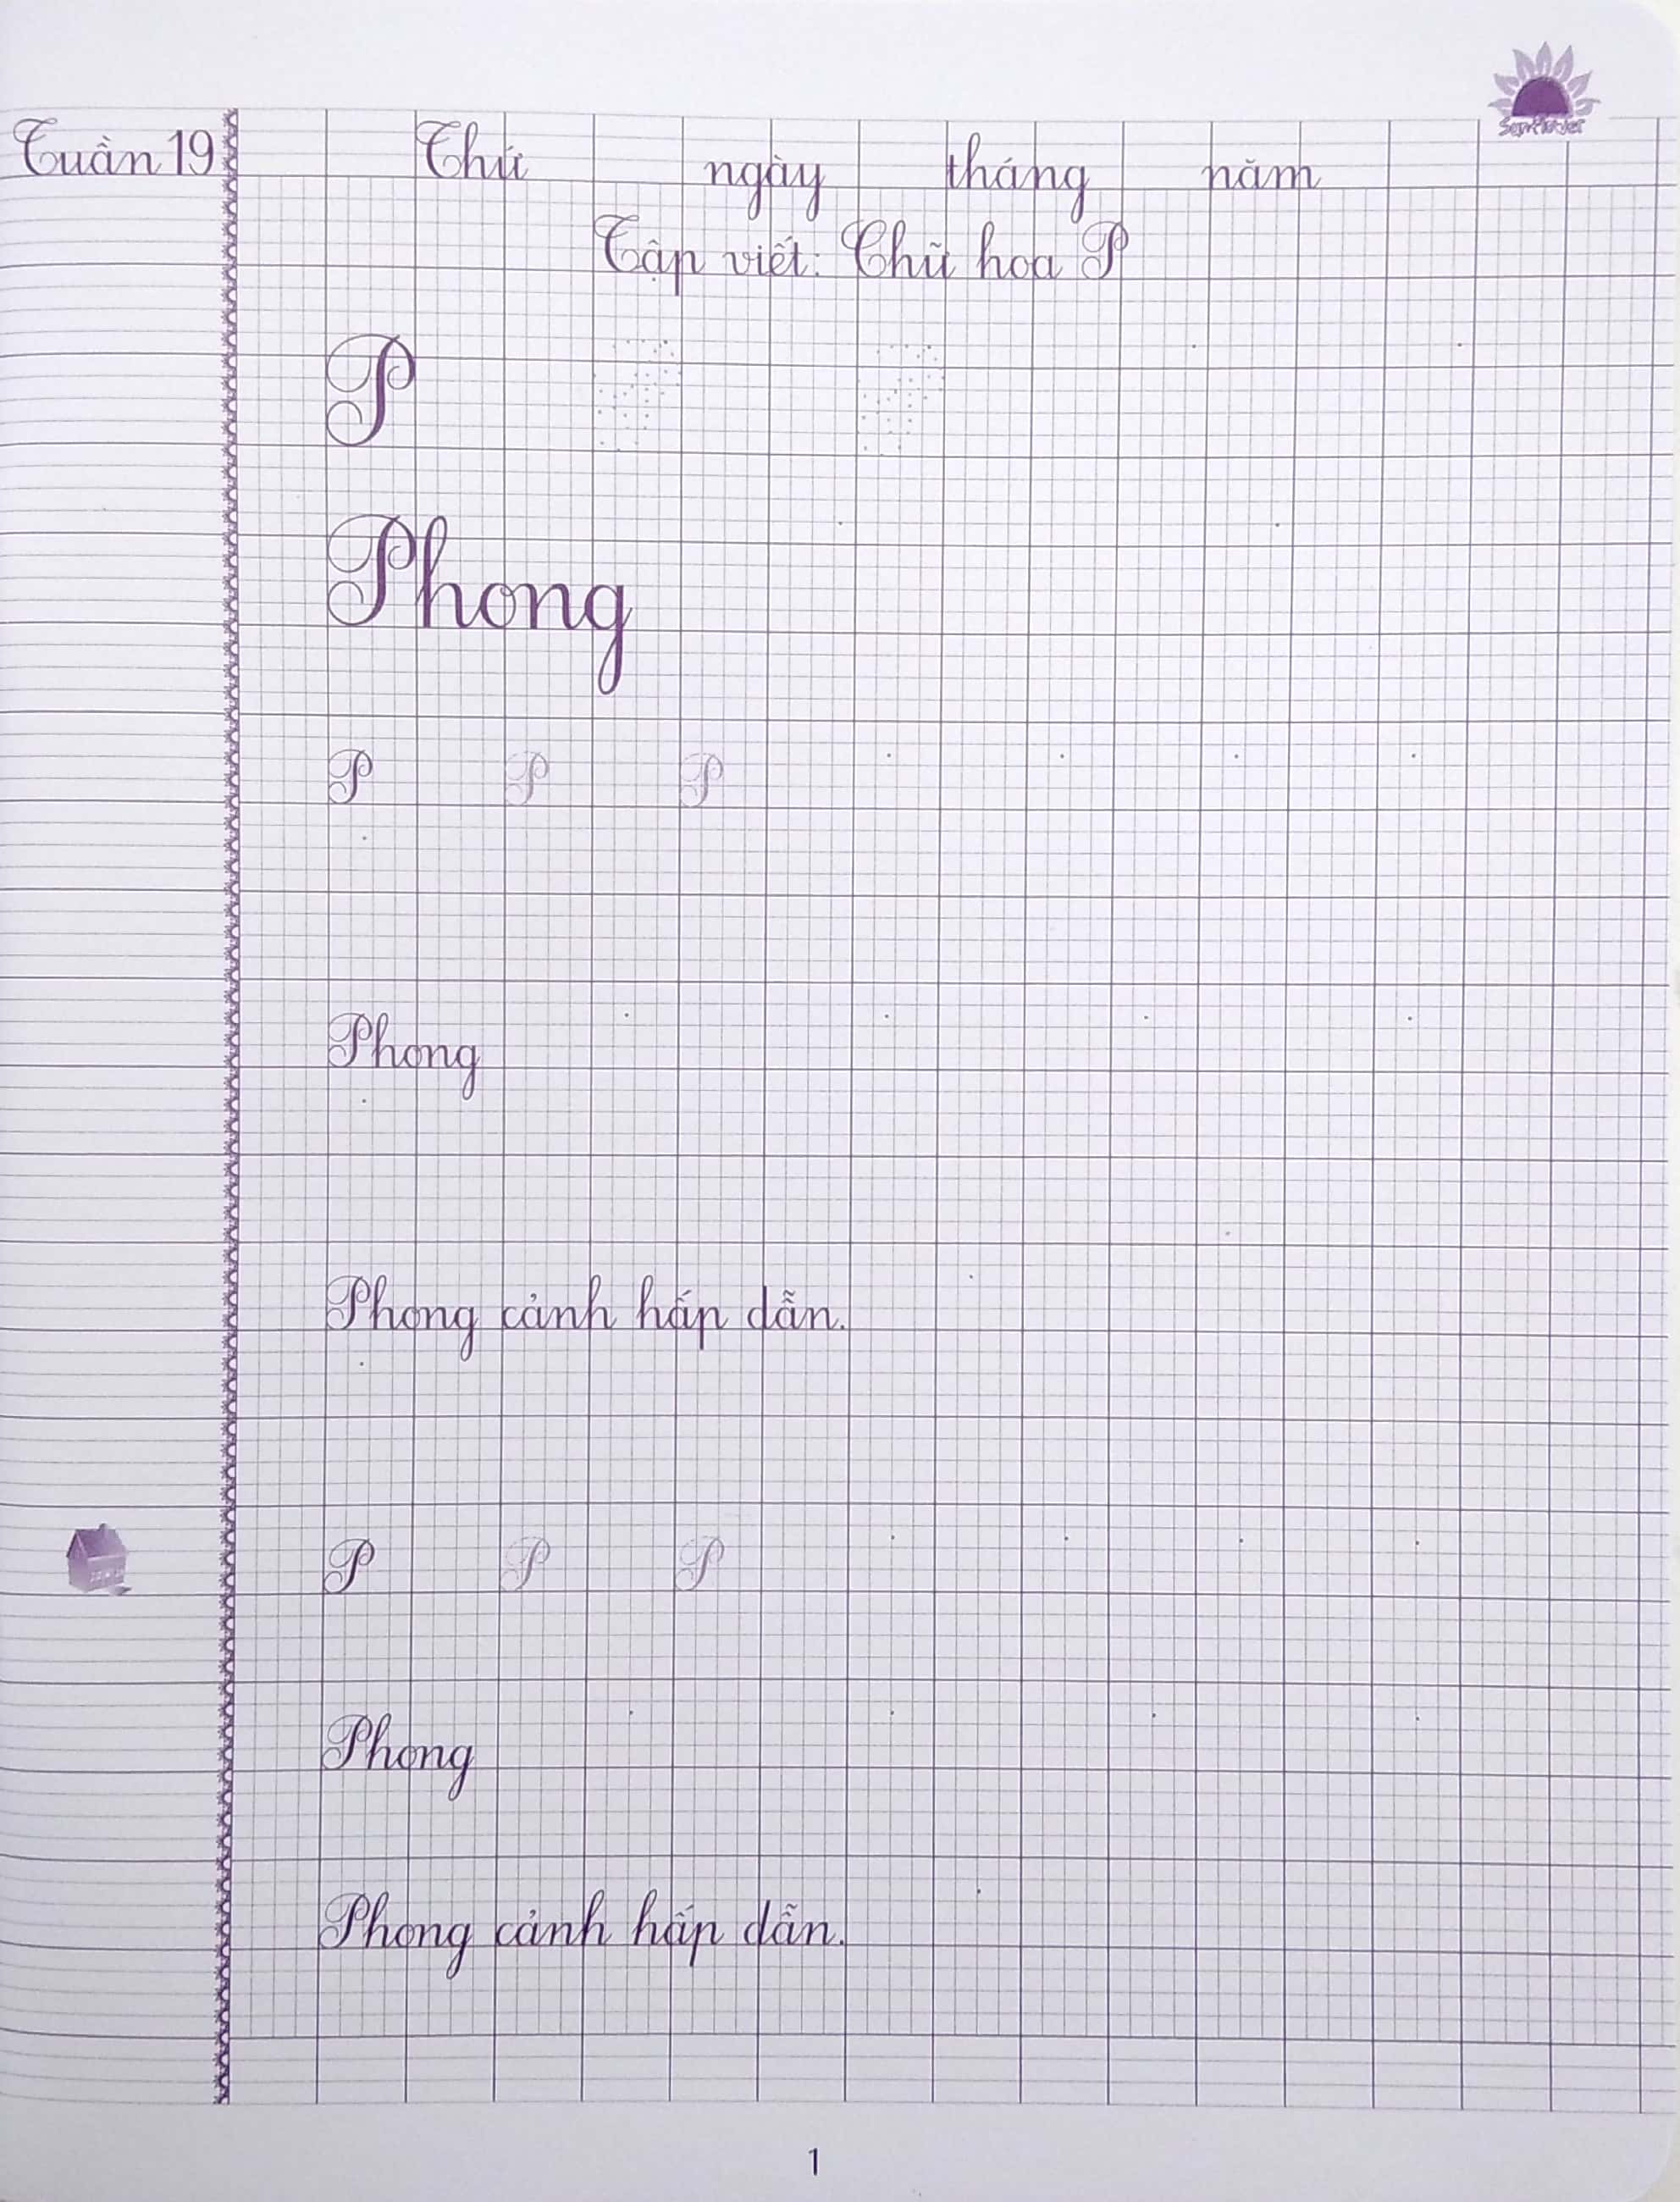 Tuần 19
Thứ ngày tháng năm
Tập viết: Chữ hoa P
P
Phong
P P P
Phong
Phong cảnh hấp dẫn.
P P P
Phong
Phong cảnh hấp dẫn.
1